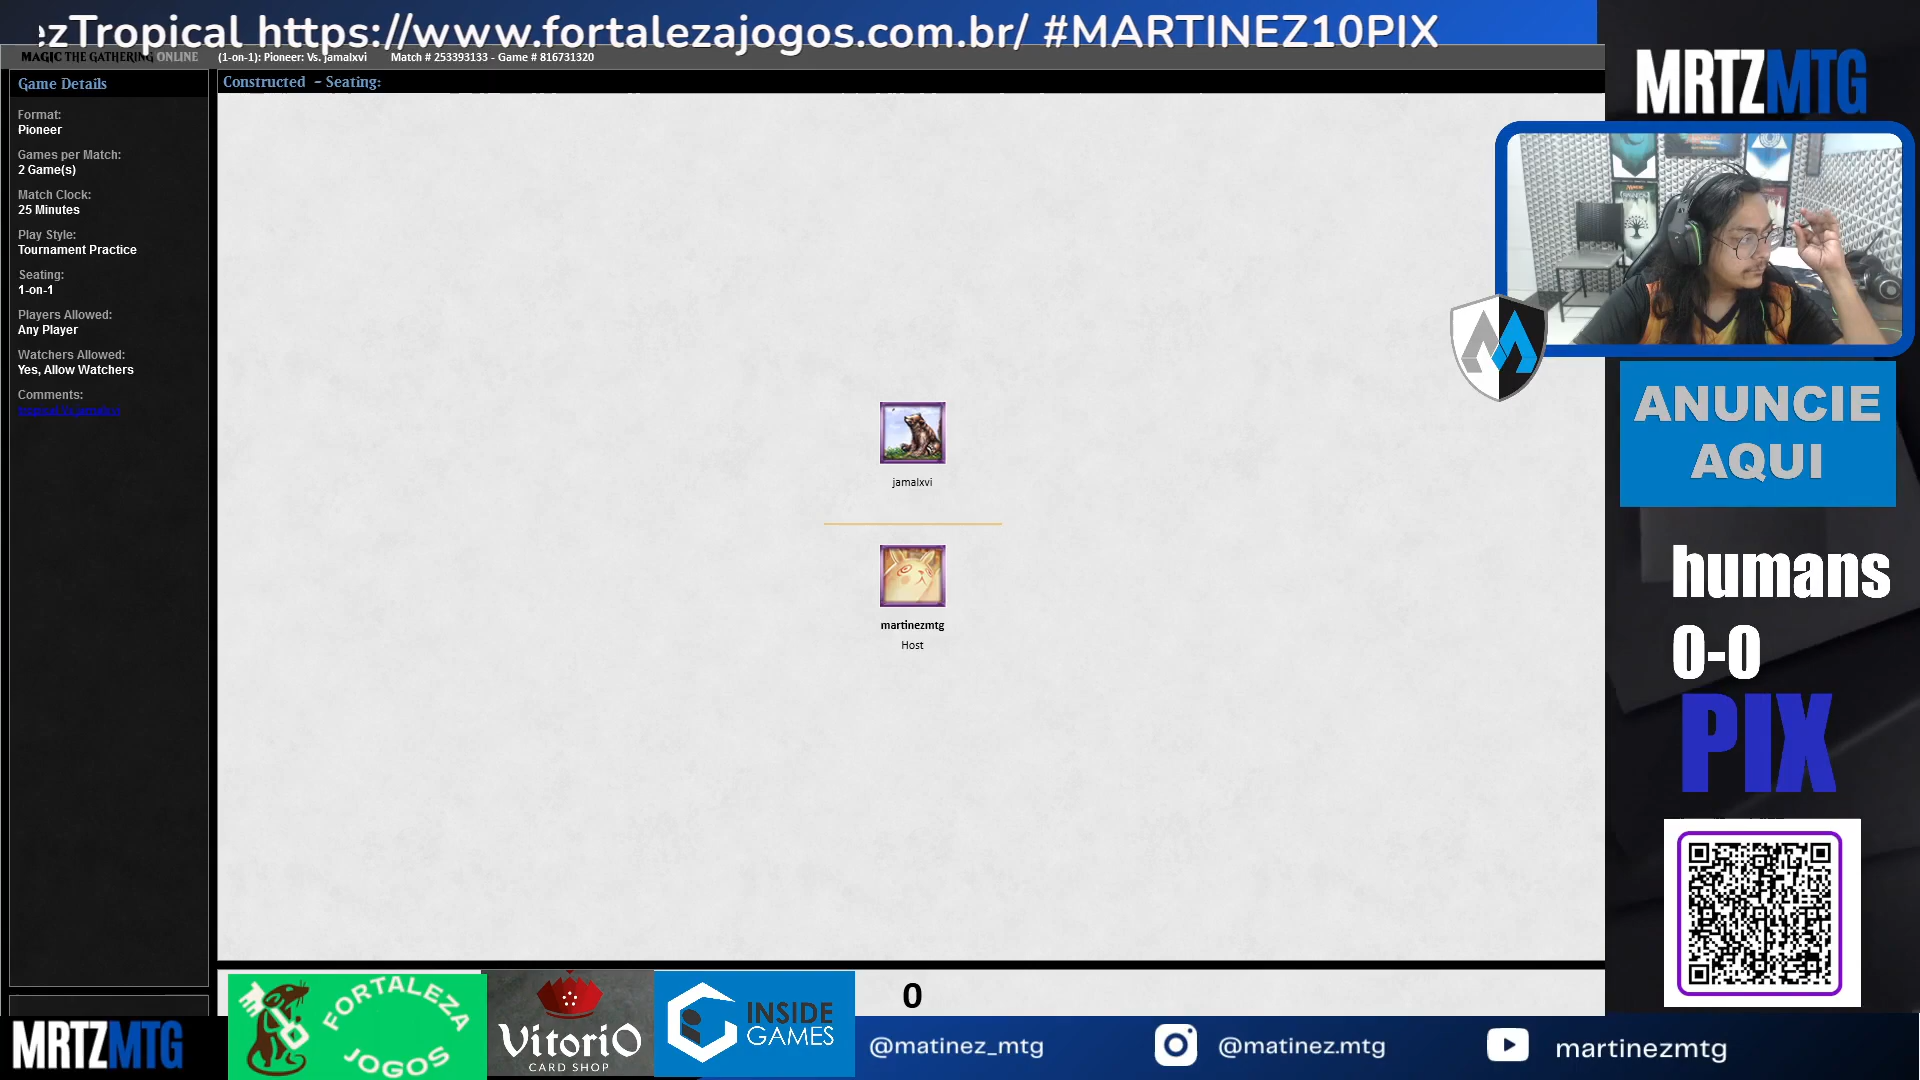 ezTropical https://www.fortalezajogos.com.br/ #MARTINEZ10PIX
MAGIC THE GATHERING ONLINE
(1-on-1): Pioneer: Vs. jamalxvi
Match # 253393133 - Game # 816731320
Game Details
Format:
Pioneer
Games per Match:
2 Game(s)
Match Clock:
25 Minutes
Play Style:
Tournament Practice
Seating:
1-on-1
Players Allowed:
Any Player
Watchers Allowed:
Yes, Allow Watchers
Comments:
tropical Vs jamalxvi
Constructed - Seating:
jamalxvi
martinezmtg
Host
MRTZMTG
ANUNCIE
AQUI
humans
0-0
PIX
0
MRTZMTG
FORTALEZA
JOGOS
VitoriO
CARD SHOP
INSIDE
GAMES
@matinez_mtg
@matinez.mtg
martinezmtg